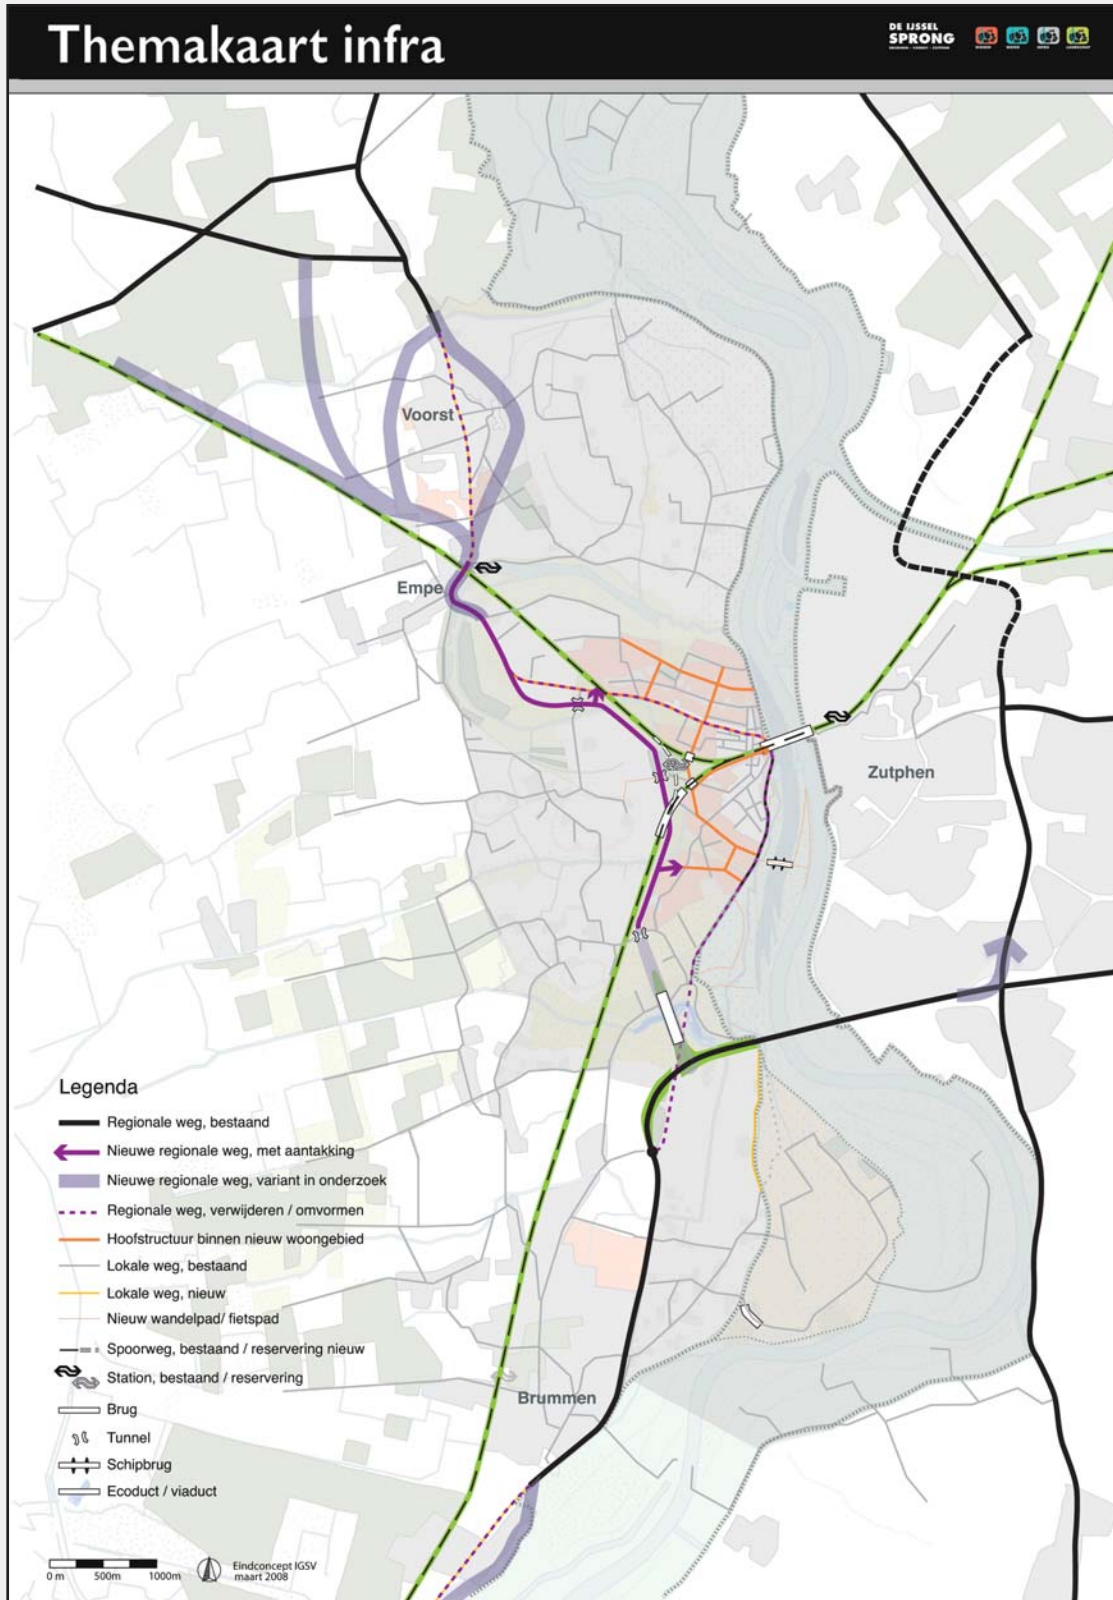 Themakaart infra
DE IJSSEL
SPRONG
Voorst
Empe
Zutphen
Brummen
Legenda
Regionale weg, bestaand
Nieuwe regionale weg, met aantakking
Nieuwe regionale weg, variant in onderzoek
Regionale weg, verwijderen / omvormen
Hoofstructuur binnen nieuw woongebied
Lokale weg, bestaand
Lokale weg, nieuw
Nieuw wandelpad/ fietspad
Spoorweg, bestaand / reservering nieuw
Station, bestaand / reservering
Brug
Tunnel
Schipbrug
Ecoduct / viaduct
0 m 500m 1000m
Eindconcept IGSV
maart 2008